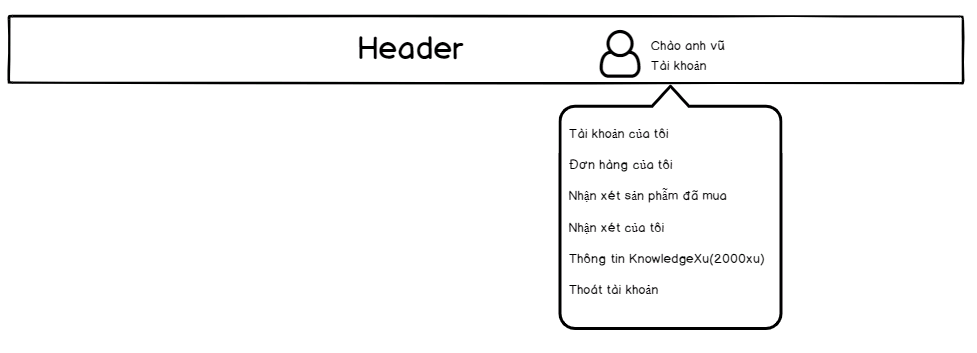 Header
Chào anh vũ
Tài khoản
Tài khoản của tôi
Đơn hàng của tôi
Nhận xét sản phẫm đã mua
Nhận xét của tôi
Thông tin KnowledgeXu(2000xu)
Thoát tài khoản